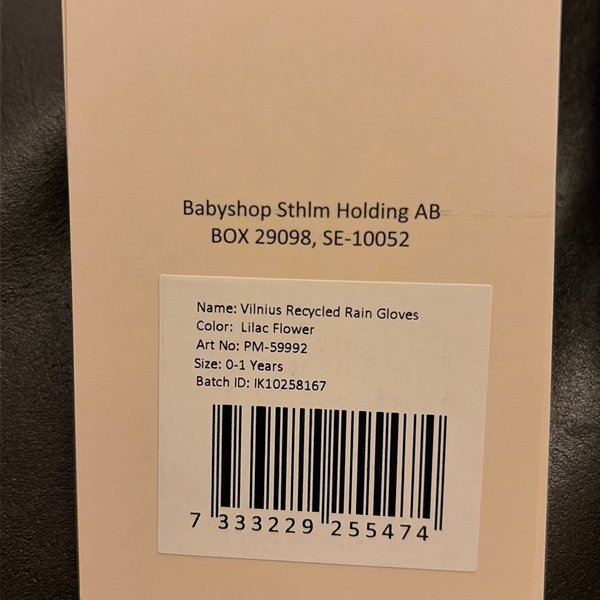 Babyshop Sthlm Holding AB
BOX 29098, SE-10052
Name: Vilnius Recycled Rain Gloves
Color: Lilac Flower
Art No: PM-59992
Size: 0-1 Years
Batch ID: IK10258167
7 333229 255474